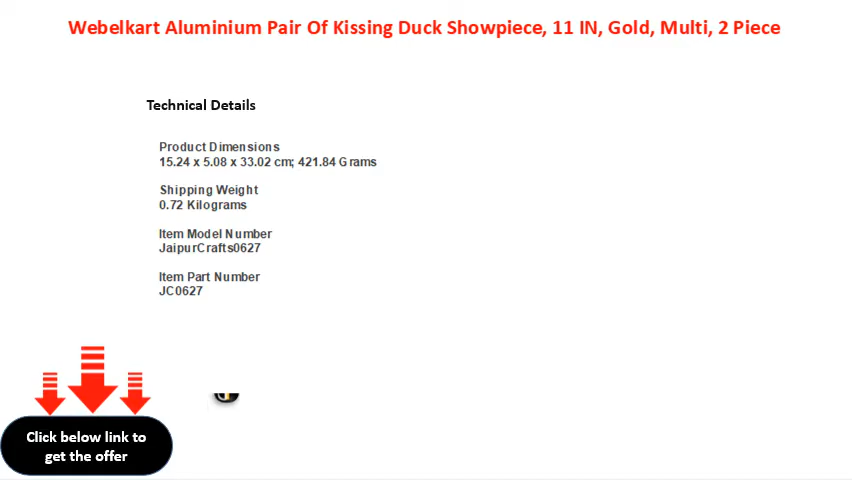 Webelkart Aluminium Pair Of Kissing Duck Showpiece, 11 IN, Gold, Multi, 2 Piece
Technical Details
Product Dimensions
15.24 x 5.08 x 33.02 cm; 421.84 Grams
Shipping Weight
0.72 Kilograms
Item Model Number
JaipurCrafts0627
Item Part Number
JC0627
Click below link to
get the offer